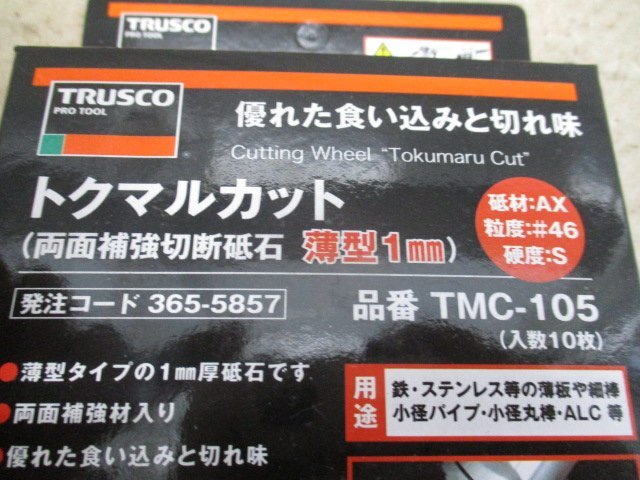 TRUSCO
PRO TOOL
TRUSCO
PRO TOOL
優れた食い込みと切れ味
Cutting Wheel "Tokumaru Cut"
トクマルカット
(両面補強切断砥石 薄型1mm)
砥材:AX
粒度:#46
硬度:S
発注コード 365-5857
品番 TMC-105
(入数10枚)
●薄型タイプの1mm厚砥石です
●両面補強材入り
●優れた食い込みと切れ味
用途
鉄・ステンレス等の薄板や細棒
小径パイプ・小径丸棒・ALC 等